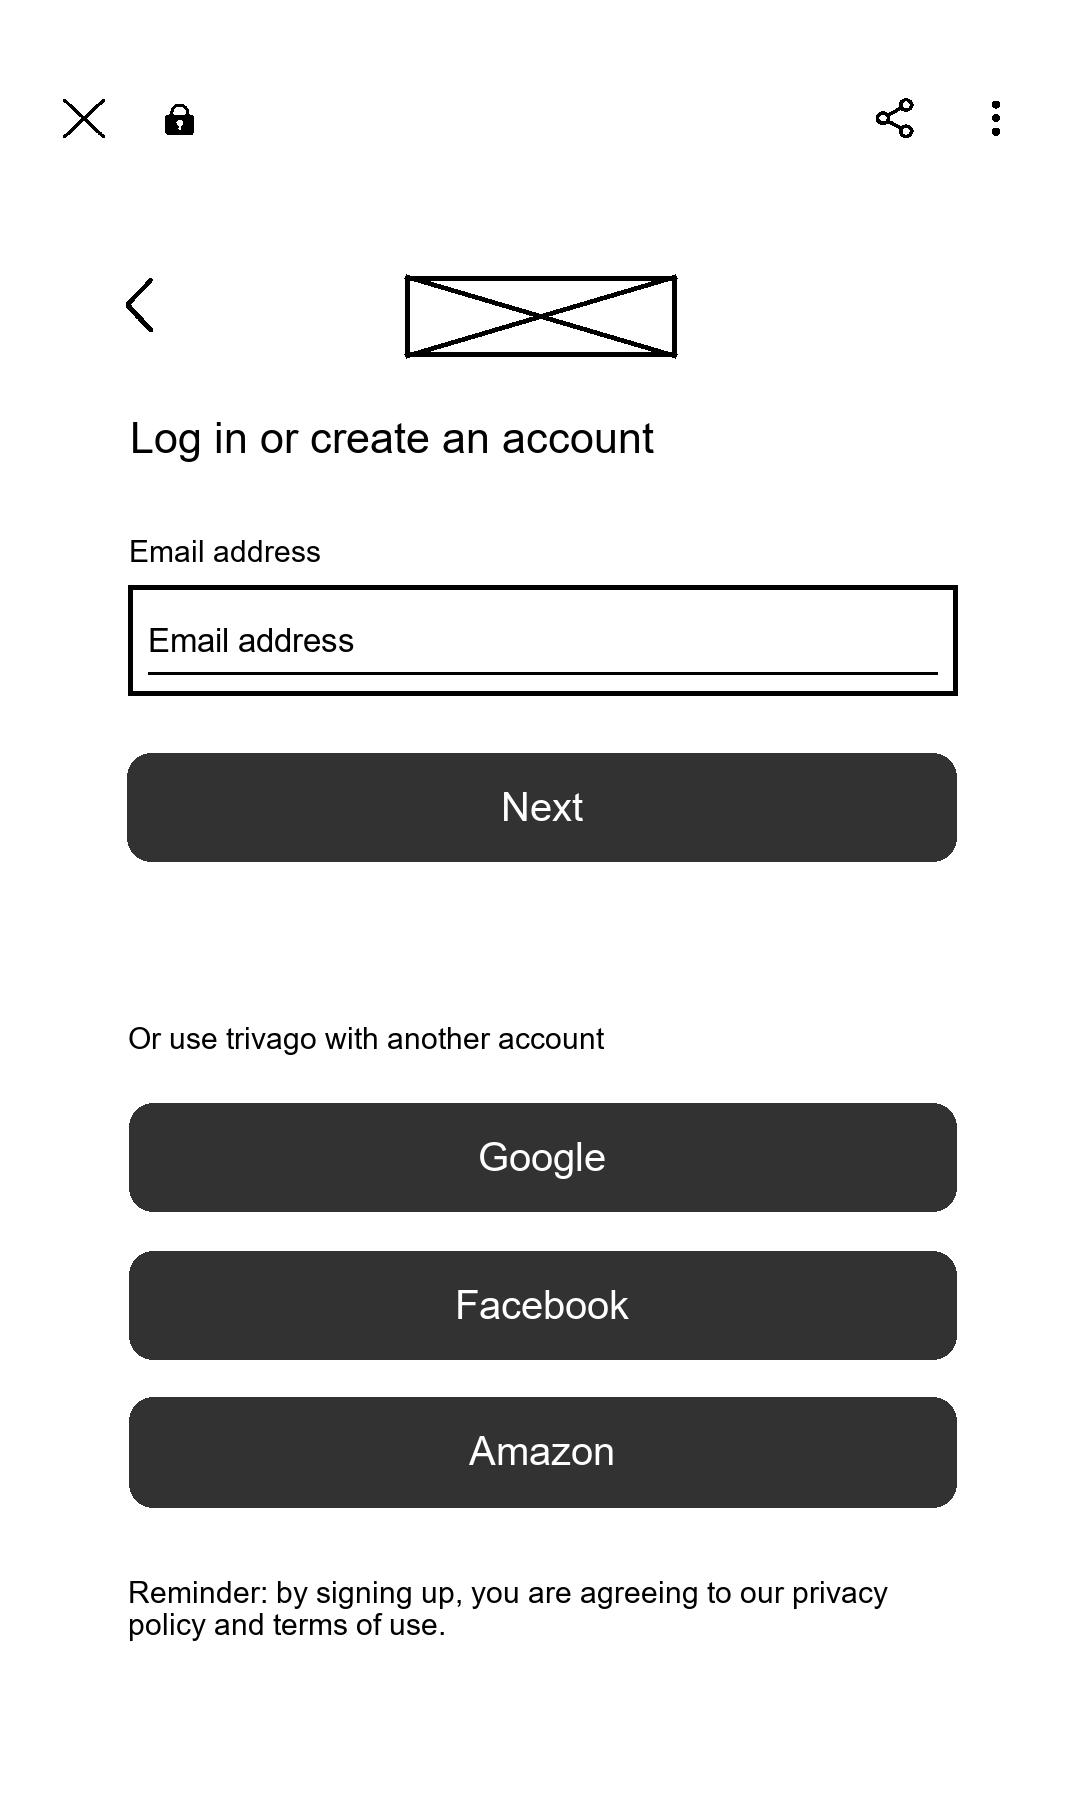 Log in or create an account
Email address
Email address
Next
Or use trivago with another account
Google
Facebook
Amazon
Reminder: by signing up, you are agreeing to our privacy
policy and terms of use.